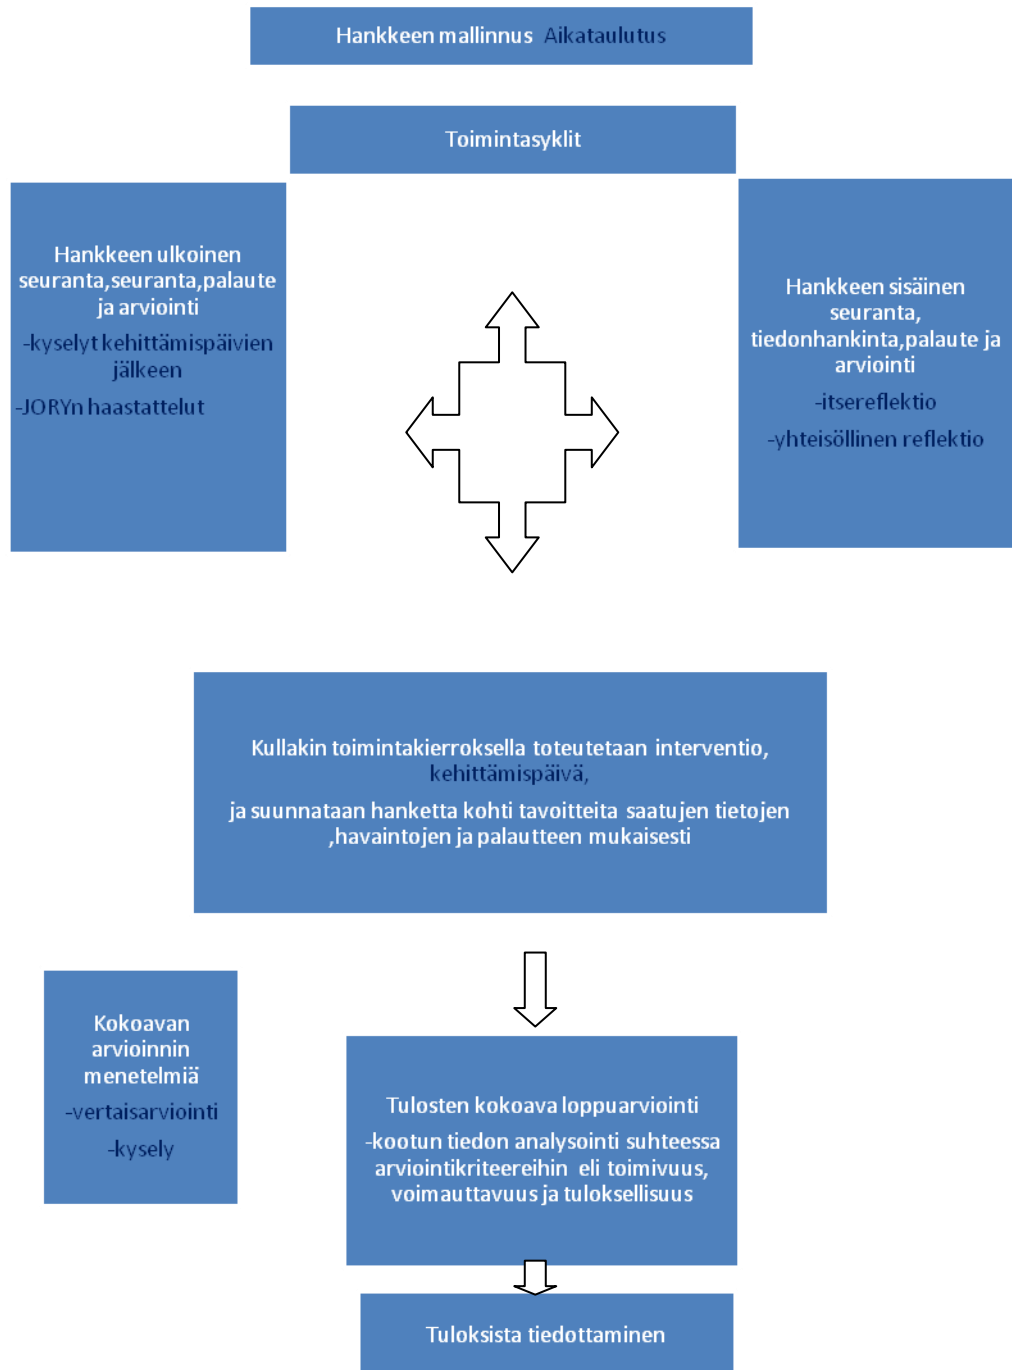 Hankkeen mallinnus Aikataulutus
Toimintasyklit
Hankkeen ulkoinen
seuranta,seuranta,palaute
ja arviointi
-kyselyt kehittämispäivien
jälkeen
-JORYn haastattelut
Hankkeen sisäinen
seuranta,
tiedonhankinta,palaute ja
arviointi
-itsereflektio
-yhteisöllinen reflektio
Kullakin toimintakierroksella toteutetaan interventio,
kehittämispäivä,
ja suunnataan hanketta kohti tavoitteita saatujen tietojen
,havaintojen ja palautteen mukaisesti
Kokoavan
arvioinnin
menetelmiä
-vertaisarviointi
-kysely
Tulosten kokoava loppuarviointi
-kootun tiedon analysointi suhteessa
arviointikriteereihin eli toimivuus,
voimauttavuus ja tuloksellisuus
Tuloksista tiedottaminen